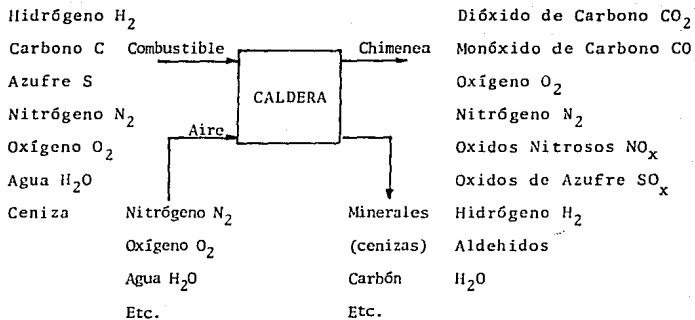 Hidrógeno H2
Carbono C
Azufre S
Nitrógeno N2
Oxígeno O2
Agua H2O
Ceniza
Combustible
Aire
Nitrógeno N2
Oxígeno O2
Agua H2O
Etc.
CALDERA
Chimenea
Minerales
(cenizas)
Carbón
Etc.
Dióxido de Carbono CO2
Monóxido de Carbono CO
Oxígeno O2
Nitrógeno N2
Oxidos Nitrosos NOx
Oxidos de Azufre SOx
Hidrógeno H2
Aldehidos
H2O